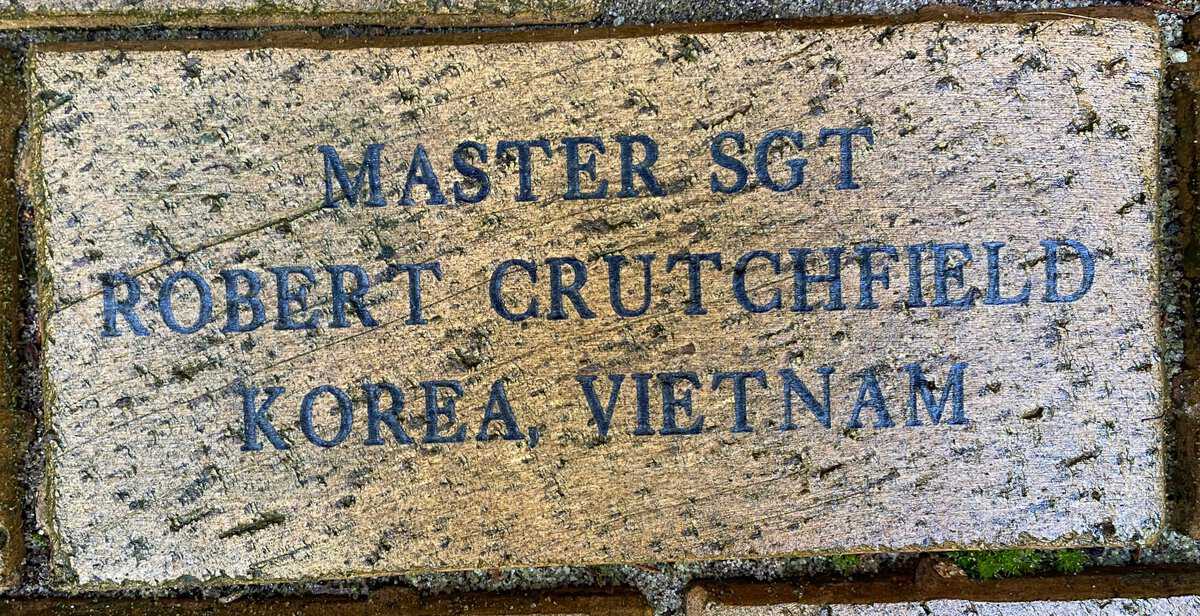 MASTER SGT
ROBERT CRUTCHFIELD
KOREA, VIETNAM